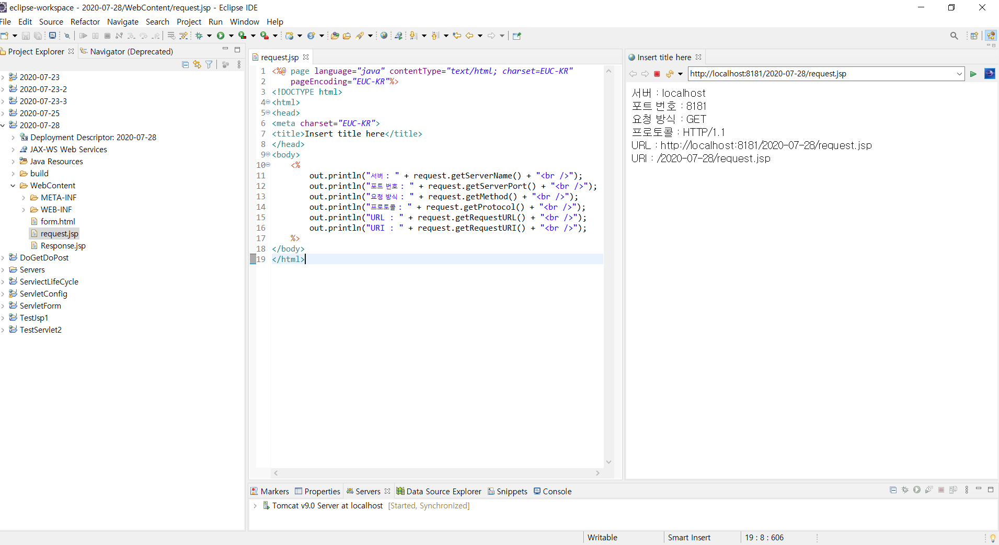 eclipse-workspace - 2020-07-28/WebContent/request.jsp - Eclipse IDE
File Edit Source Refactor Navigate Search Project Run Window Help
Project Explorer Navigator (Deprecated)
2020-07-23
2020-07-23-2
2020-07-23-3
2020-07-25
2020-07-28
Deployment Descriptor: 2020-07-28
JAX-WS Web Services
Java Resources
build
WebContent
META-INF
WEB-INF
form.html
request.jsp
Response.jsp
DoGetDoPost
Servers
ServiectLifeCycle
ServletConfig
ServletForm
TestJsp1
TestServlet2
request.jsp
1 <%@ page language="java" contentType="text/html; charset=EUC-KR"
2 pageEncoding="EUC-KR"%>
3 <!DOCTYPE html>
4 <html>
5 <head>
6 <meta charset="EUC-KR">
7 <title>Insert title here</title>
8 </head>
9 <body>
10 <%
11 out.println("서버 : " + request.getServerName() + "<br />");
12 out.println("포트 번호 : " + request.getServerPort() + "<br />");
13 out.println("요청 방식 : " + request.getMethod() + "<br />");
14 out.println("프로토콜 : " + request.getProtocol() + "<br />");
15 out.println("URL : " + request.getRequestURL() + "<br />");
16 out.println("URI : " + request.getRequestURI() + "<br />");
17 %>
18 </body>
19 </html>
Insert title here
http://localhost:8181/2020-07-28/request.jsp
서버 : localhost
포트 번호 : 8181
요청 방식 : GET
프로토콜 : HTTP/1.1
URL : http://localhost:8181/2020-07-28/request.jsp
URI : /2020-07-28/request.jsp
Markers Properties Servers Data Source Explorer Snippets Console
Tomcat v9.0 Server at localhost [Started, Synchronized]
Writable Smart Insert 19 : 8 : 606